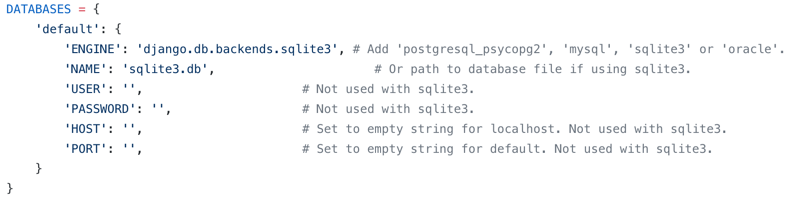 DATABASES = {
    'default': {
        'ENGINE': 'django.db.backends.sqlite3', # Add 'postgresql_psycopg2', 'mysql', 'sqlite3' or 'oracle'.
        'NAME': 'sqlite3.db',                      # Or path to database file if using sqlite3.
        'USER': '',                      # Not used with sqlite3.
        'PASSWORD': '',                  # Not used with sqlite3.
        'HOST': '',                      # Set to empty string for localhost. Not used with sqlite3.
        'PORT': '',                      # Set to empty string for default. Not used with sqlite3.
    }
}